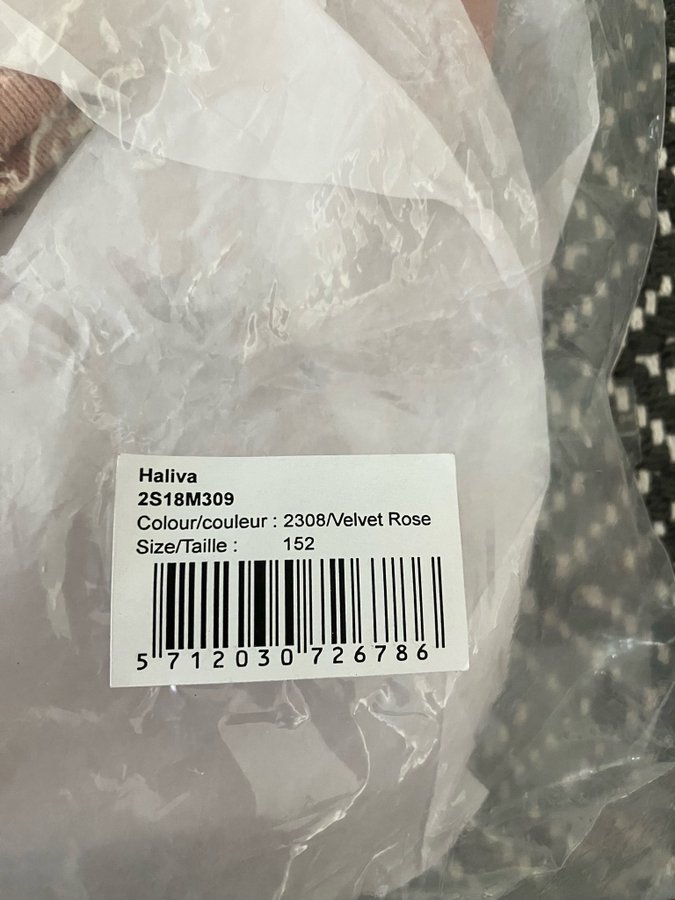 Haliva
2S18M309
Colour/couleur : 2308/Velvet Rose
Size/Taille : 152
5 712030 726786